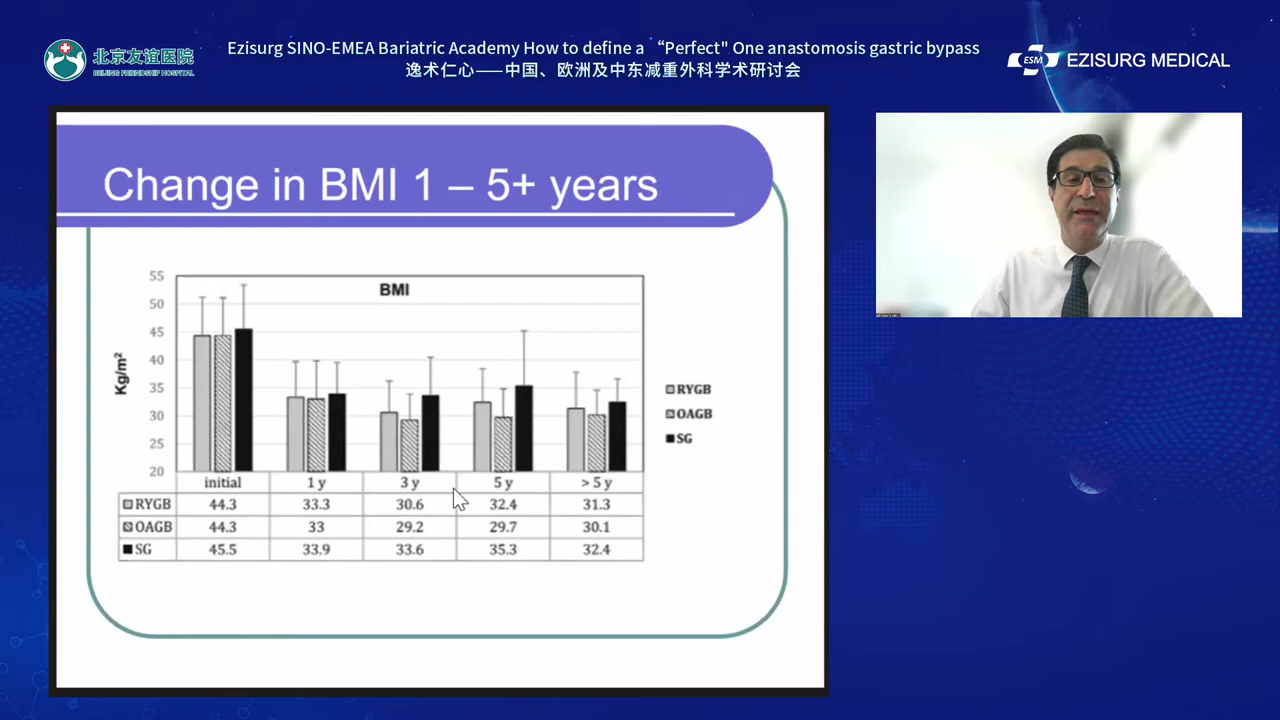 北京友谊医院
BEIJING FRIENDSHIP HOSPITAL
Ezisurg SINO-EMEA Bariatric Academy How to define a “Perfect" One anastomosis gastric bypass
逸术仁心——中国、欧洲及中东减重外科学术研讨会
ESM
EZISURG MEDICAL
Change in BMI 1 – 5+ years
BMI
Kg/m²
55
50
45
40
35
30
25
20
RYGB
OAGB
SG
initial 1 y 3 y 5 y > 5 y
RYGB 44.3 33.3 30.6 32.4 31.3
OAGB 44.3 33 29.2 29.7 30.1
SG 45.5 33.9 33.6 35.3 32.4